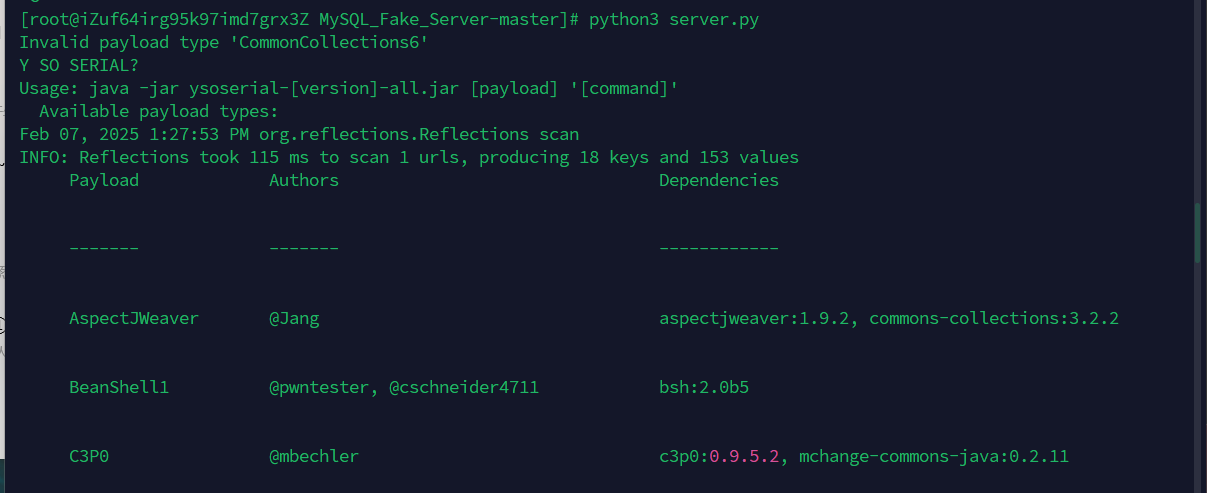 [root@iZuf64irg95k97imd7grx3Z MySQL_Fake_Server-master]# python3 server.py
Invalid payload type 'CommonCollections6'
Y SO SERIAL?
Usage: java -jar ysoserial-[version]-all.jar [payload] '[command]'
  Available payload types:
Feb 07, 2025 1:27:53 PM org.reflections.Reflections scan
INFO: Reflections took 115 ms to scan 1 urls, producing 18 keys and 153 values
     Payload             Authors                                Dependencies
     -------             -------                                ------------
     AspectJWeaver       @Jang                                  aspectjweaver:1.9.2, commons-collections:3.2.2
     BeanShell1          @pwntester, @cschneider4711            bsh:2.0b5
     C3P0                @mbechler                              c3p0:0.9.5.2, mchange-commons-java:0.2.11